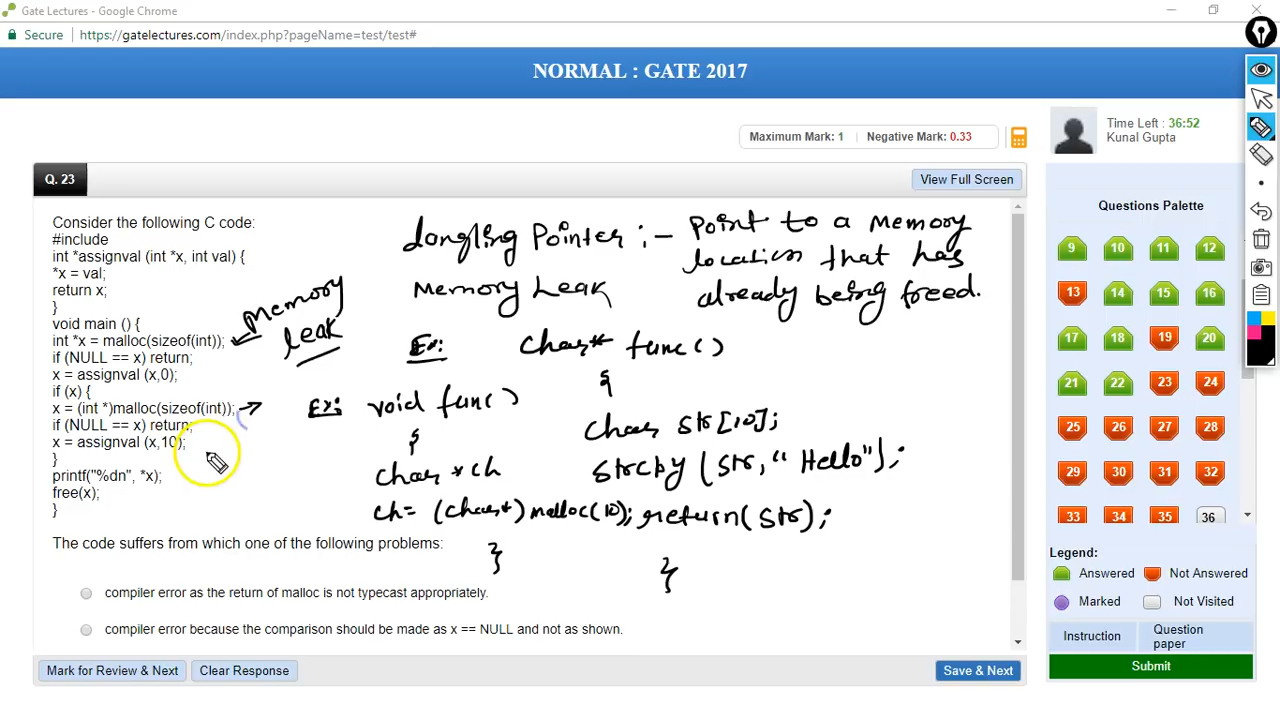 Gate Lectures - Google Chrome
Secure https://gatelectures.com/index.php?pageName=test/test#
NORMAL : GATE 2017
Maximum Mark: 1 | Negative Mark: 0.33
Time Left : 36:52
Kunal Gupta
Q. 23
View Full Screen
Consider the following C code:
#include
int *assignval (int *x, int val) {
*x = val;
return x;
}
void main () {
int *x = malloc(sizeof(int));
if (NULL == x) return;
x = assignval (x,0);
if (x) {
x = (int *)malloc(sizeof(int));
if (NULL == x) return;
x = assignval (x,10);
}
printf("%dn", *x);
free(x);
}
Memory
leak
dongling Pointer :- Point to a Memory
location that has
already being freed.
Memory Leak
Ex: char* func()
{
char str[10];
strcpy (str, "Hello");
return(str);
}
Ex: void func()
{
char *ch
ch= (char*) malloc(10);
}
The code suffers from which one of the following problems:
compiler error as the return of malloc is not typecast appropriately.
compiler error because the comparison should be made as x == NULL and not as shown.
Mark for Review & Next
Clear Response
Save & Next
Questions Palette
9 10 11 12
13 14 15 16
17 18 19 20
21 22 23 24
25 26 27 28
29 30 31 32
33 34 35 36
Legend:
Answered Not Answered
Marked Not Visited
Instruction
Question
paper
Submit